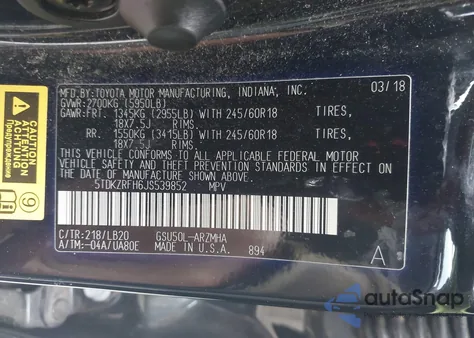 MFD.BY:TOYOTA MOTOR MANUFACTURING, INDIANA, INC. 03/18
GVWR:2700KG (5950LB)
GAWR:FRT. 1345KG (2955LB) WITH 245/60R18 TIRES,
18X7.5J RIMS,
RR. 1550KG (3415LB) WITH 245/60R18 TIRES,
18X7.5J RIMS.
THIS VEHICLE CONFORMS TO ALL APPLICABLE FEDERAL MOTOR
VEHICLE SAFETY AND THEFT PREVENTION STANDARDS IN EFFECT
ON THE DATE OF MANUFACTURE SHOWN ABOVE.
5TDKZRFH6JS539852 MPV
C/TR:218/LB20 GSU50L-ARZMHA
A/TM:-04A/UA80E MADE IN U.S.A. 894 A
autoSnap